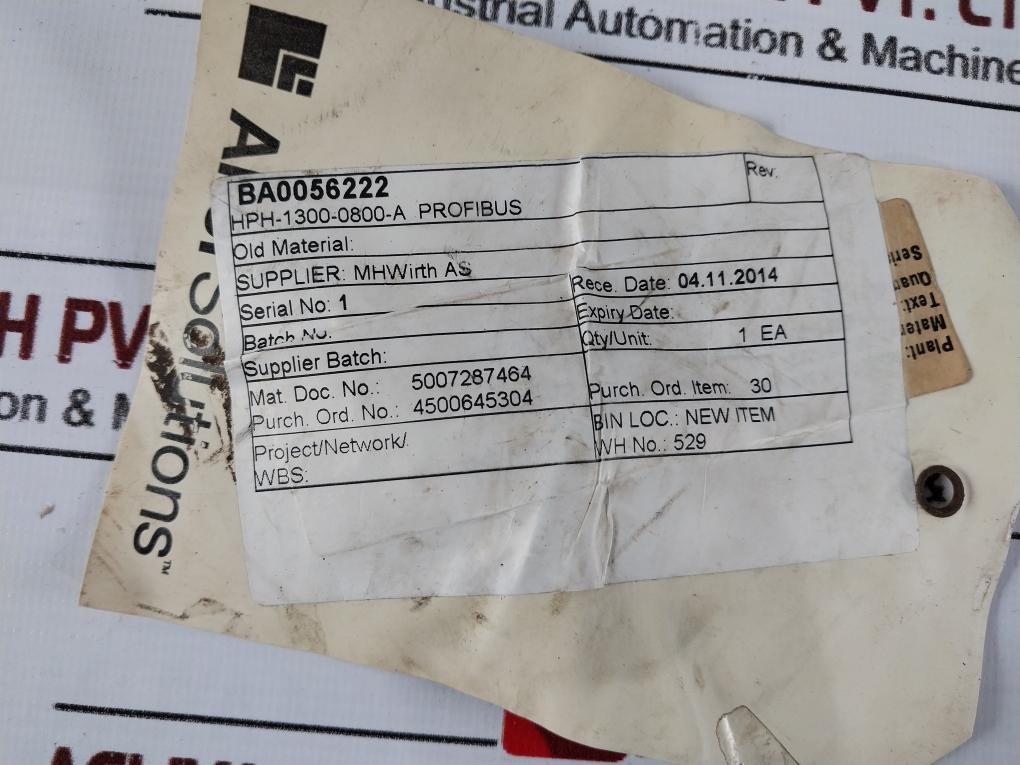 Industrial Automation & Machine
BA0056222
Rev.
HPH-1300-0800-A PROFIBUS
Old Material:
SUPPLIER: MHWirth AS
Serial No: 1
Rece. Date: 04.11.2014
Batch No.
Expiry Date:
Supplier Batch:
Qty/Unit: 1 EA
Mat. Doc. No.: 5007287464
Purch. Ord. No.: 4500645304
Purch. Ord. Item: 30
Project/Network/
WBS:
BIN LOC.: NEW ITEM
WH No.: 529
Solutions™
Plant:
Mater
Text:
Quan
Seri
H PV
on &